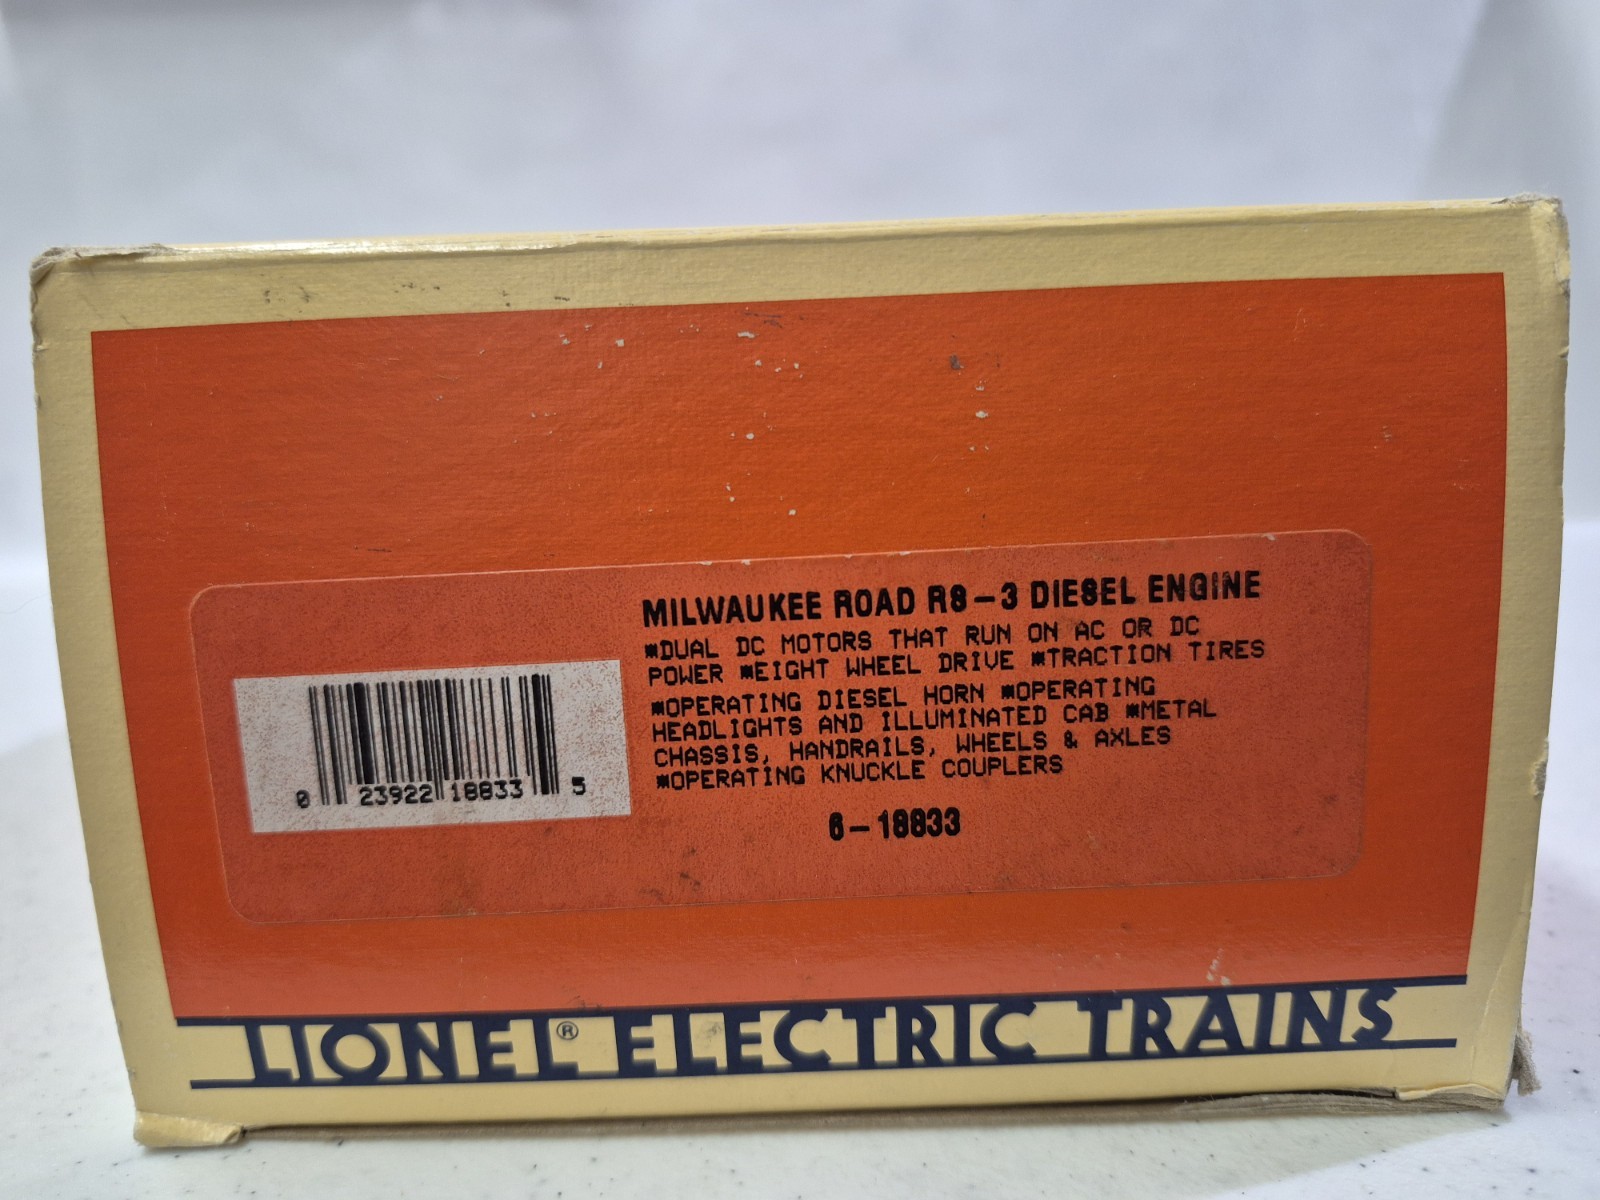 MILWAUKEE ROAD RS-3 DIESEL ENGINE
*DUAL DC MOTORS THAT RUN ON AC OR DC
POWER *EIGHT WHEEL DRIVE *TRACTION TIRES
*OPERATING DIESEL HORN *OPERATING
HEADLIGHTS AND ILLUMINATED CAB *METAL
CHASSIS, HANDRAILS, WHEELS & AXLES
*OPERATING KNUCKLE COUPLERS
6-18833
0 23922 18833 5
LIONEL® ELECTRIC TRAINS